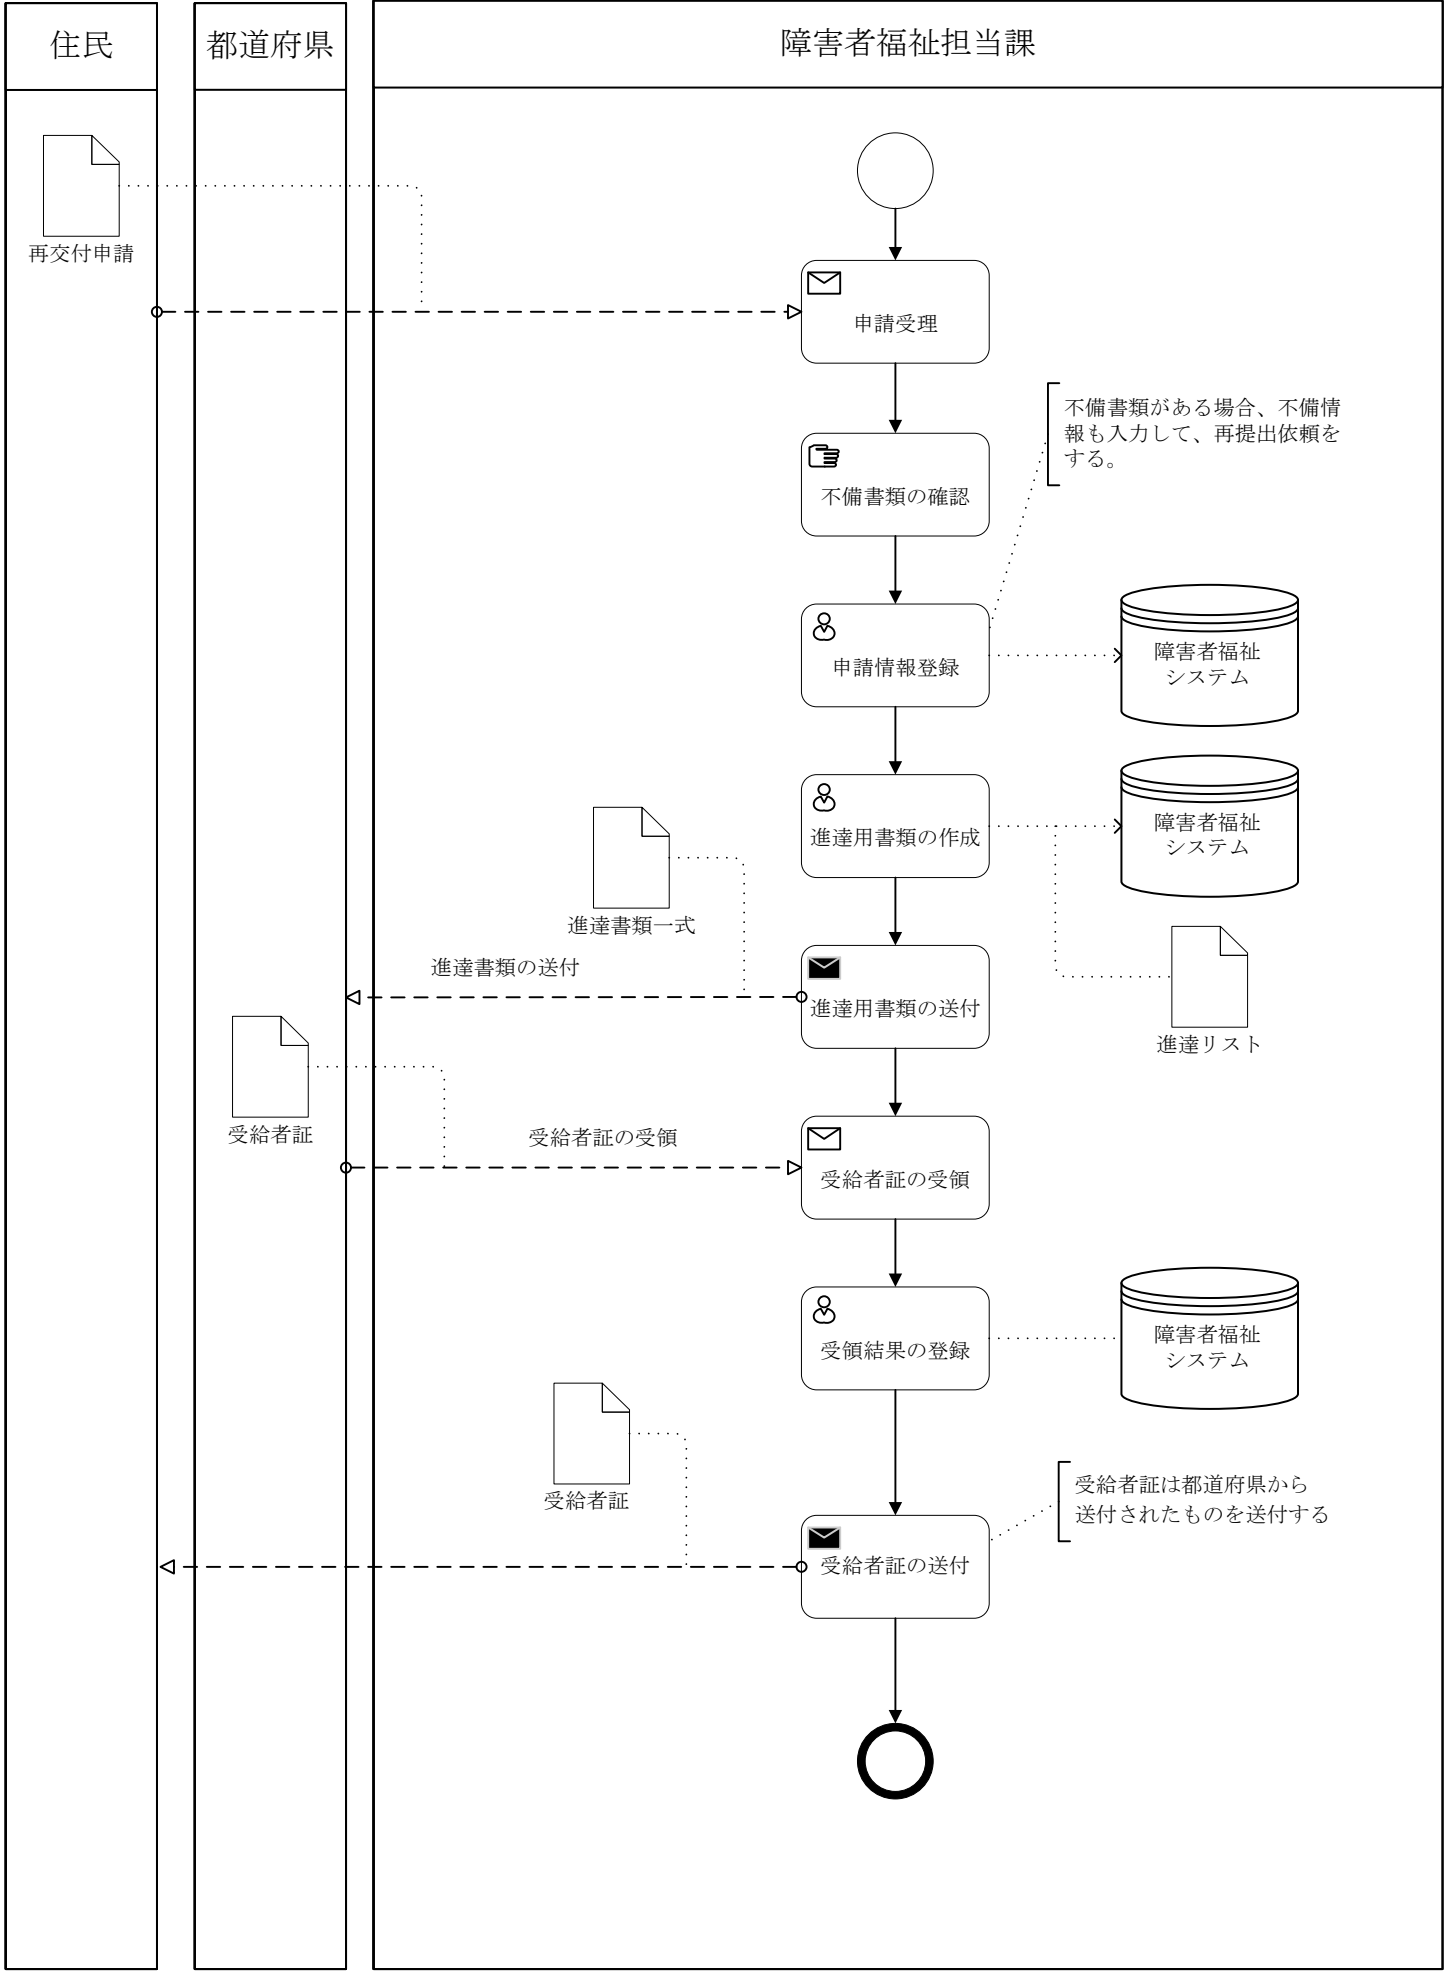 住民
都道府県
障害者福祉担当課
再交付申請
申請受理
不備書類がある場合、不備情
報も入力して、再提出依頼を
する。
不備書類の確認
申請情報登録
障害者福祉
システム
進達用書類の作成
障害者福祉
システム
進達書類一式
進達書類の送付
進達用書類の送付
進達リスト
受給者証
受給者証の受領
受給者証の受領
受領結果の登録
障害者福祉
システム
受給者証
受給者証は都道府県から
送付されたものを送付する
受給者証の送付